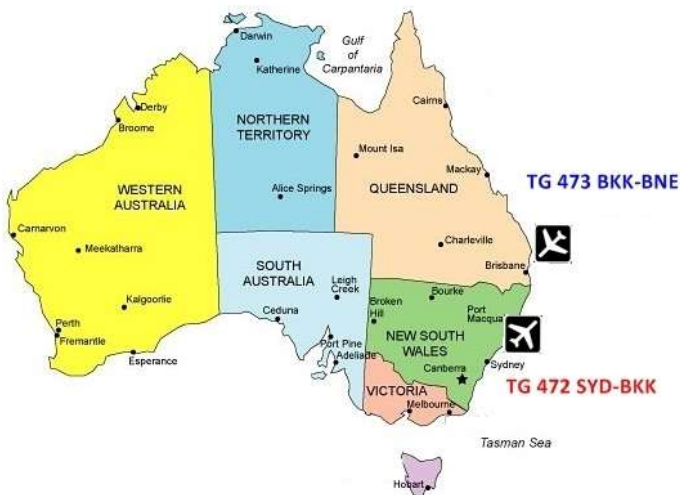 Darwin
Gulf
of
Carpantaria
Katherine
Cairns
Derby
Broome
NORTHERN
TERRITORY
Mount Isa
Mackay
TG 473 BKK-BNE
WESTERN
AUSTRALIA
Alice Springs
QUEENSLAND
Carnarvon
Meekatharra
Charleville
SOUTH
AUSTRALIA
Brisbane
Leigh
Creek
Bourke
Kalgoorlie
Ceduna
Broken
Hill
Port
Macqua
Perth
Fremantle
NEW SOUTH
WALES
Port Pine
Adeliade
Esperance
Canberra
Sydney
TG 472 SYD-BKK
VICTORIA
Melbourne
Tasman Sea
Hobart